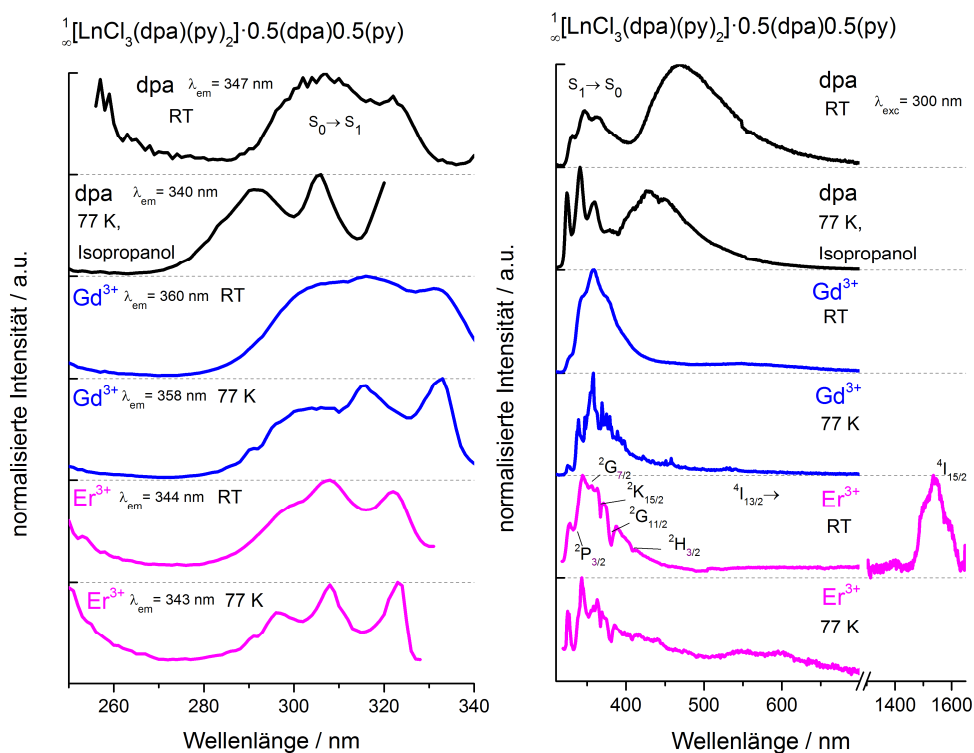 ¹∞[LnCl₃(dpa)(py)₂]·0.5(dpa)0.5(py)
dpa λem= 347 nm
RT
S₀→S₁
dpa λem= 340 nm
77 K,
Isopropanol
Gd³⁺ λem= 360 nm RT
Gd³⁺ λem= 358 nm 77 K
Er³⁺ λem= 344 nm RT
Er³⁺ λem= 343 nm 77 K
normalisierte Intensität / a.u.
260 280 300 320 340
Wellenlänge / nm
¹∞[LnCl₃(dpa)(py)₂]·0.5(dpa)0.5(py)
S₁→S₀
dpa
RT
λexc= 300 nm
dpa
77 K,
Isopropanol
Gd³⁺
RT
Gd³⁺
77 K
²G₇/₂
²K₁₅/₂
²G₁₁/₂
²H₃/₂
²P₃/₂
⁴I₁₃/₂→
⁴I₁₅/₂
Er³⁺
RT
Er³⁺
77 K
normalisierte Intensität / a.u.
400 500 600 1400 1600
Wellenlänge / nm